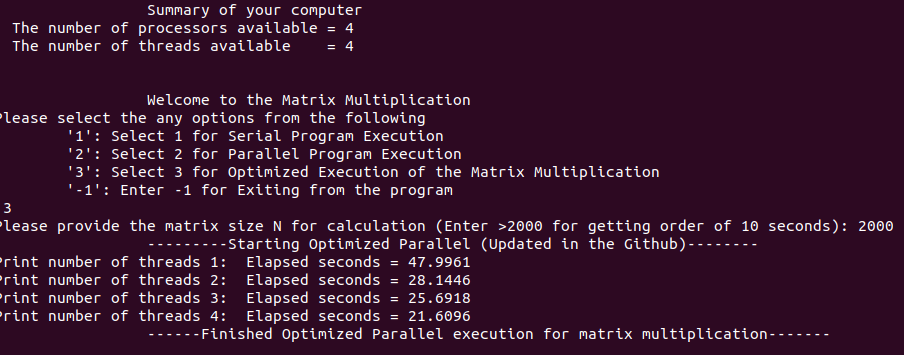 Summary of your computer
The number of processors available = 4
The number of threads available    = 4
Welcome to the Matrix Multiplication
Please select the any options from the following
'1': Select 1 for Serial Program Execution
'2': Select 2 for Parallel Program Execution
'3': Select 3 for Optimized Execution of the Matrix Multiplication
'-1': Enter -1 for Exiting from the program
3
Please provide the matrix size N for calculation (Enter >2000 for getting order of 10 seconds): 2000
---------Starting Optimized Parallel (Updated in the Github)--------
Print number of threads 1:  Elapsed seconds = 47.9961
Print number of threads 2:  Elapsed seconds = 28.1446
Print number of threads 3:  Elapsed seconds = 25.6918
Print number of threads 4:  Elapsed seconds = 21.6096
------Finished Optimized Parallel execution for matrix multiplication-------